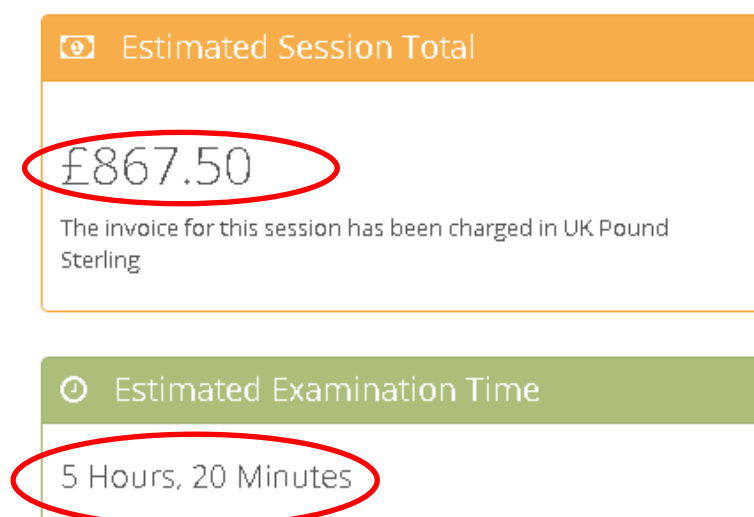 Estimated Session Total
£867.50
The invoice for this session has been charged in UK Pound
Sterling
Estimated Examination Time
5 Hours, 20 Minutes